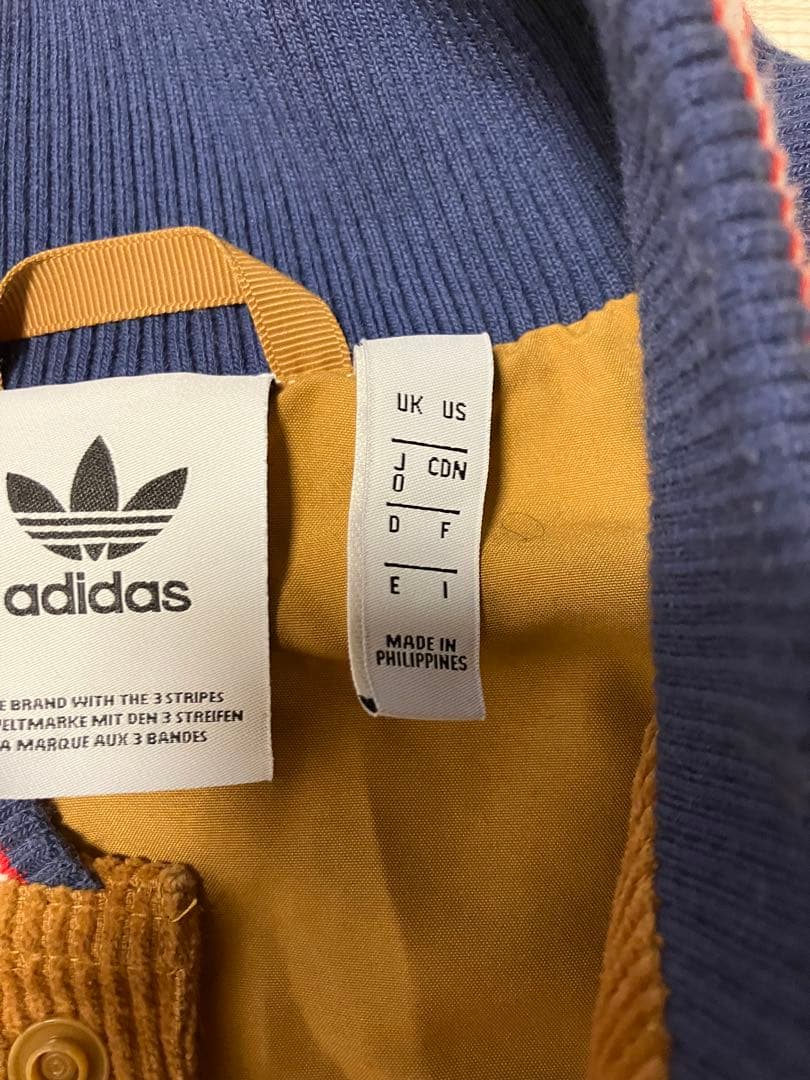 adidas
E BRAND WITH THE 3 STRIPES
ELTMARKE MIT DEN 3 STREIFEN
A MARQUE AUX 3 BANDES
UK US
J
O CDN
D F
E I
MADE IN
PHILIPPINES